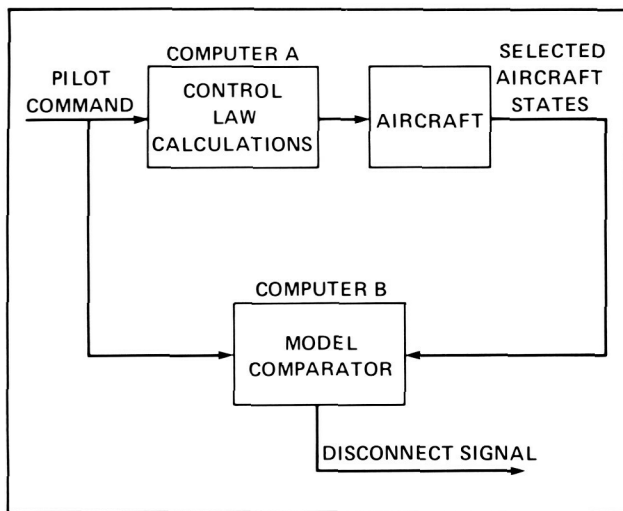 COMPUTER A
PILOT
COMMAND
CONTROL
LAW
CALCULATIONS
AIRCRAFT
SELECTED
AIRCRAFT
STATES
COMPUTER B
MODEL
COMPARATOR
DISCONNECT SIGNAL